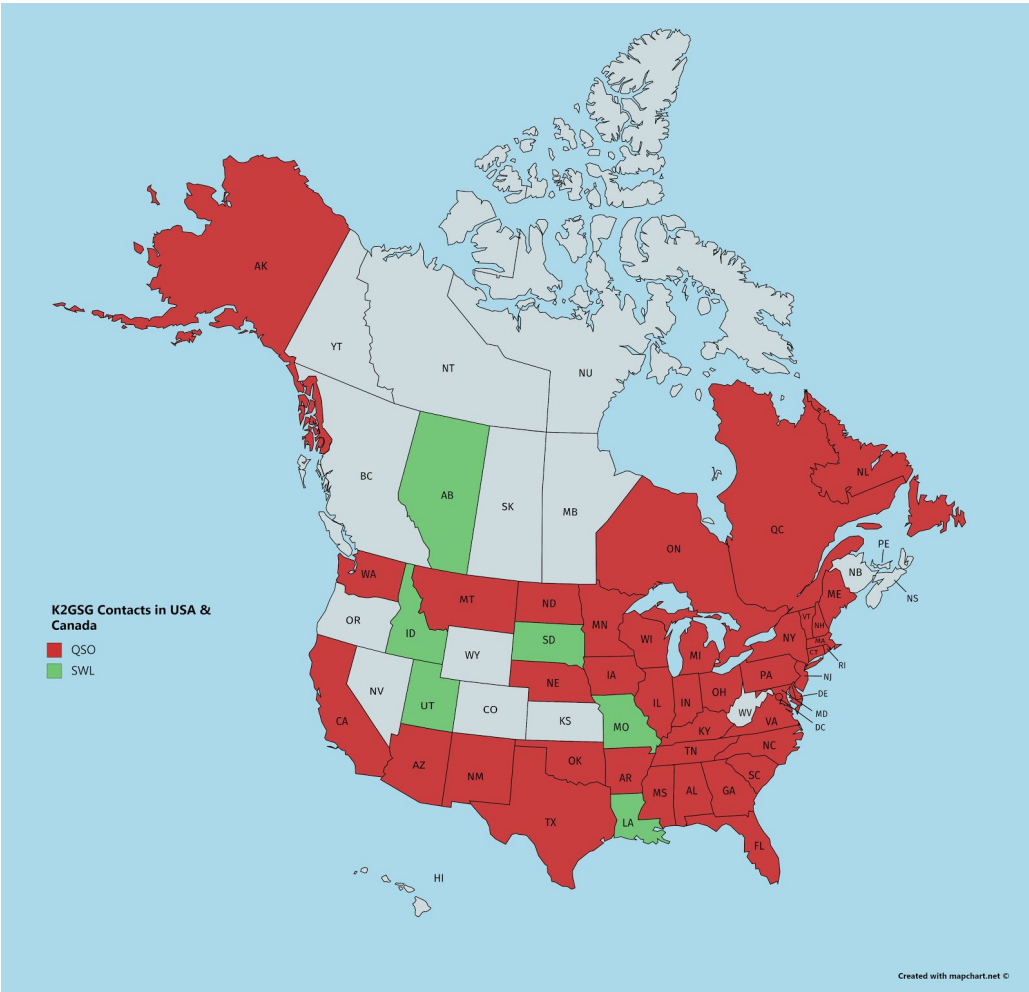 AK
YT
NT
NU
BC
AB
SK
MB
NL
QC
ON
PE
NB
NS
WA
MT
ND
MN
ME
VT
NH
OR
ID
SD
WI
MI
NY
MA
CT
RI
K2GSG Contacts in USA &
Canada
QSO
SWL
WY
NE
IA
PA
NJ
NV
UT
CO
KS
MO
IL
IN
OH
WV
DE
MD
DC
CA
KY
VA
AZ
NM
OK
AR
TN
NC
SC
TX
LA
MS
AL
GA
FL
HI
Created with mapchart.net ©